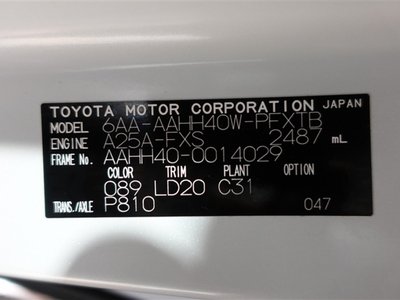 TOYOTA MOTOR CORPORATION JAPAN
MODEL 6AA-AAHH40W-PFXTB
ENGINE A25A-FXS 2487 mL
FRAME No. AAHH40-0014029
COLOR TRIM PLANT OPTION
089 LD20 C31
TRANS./AXLE P810 047